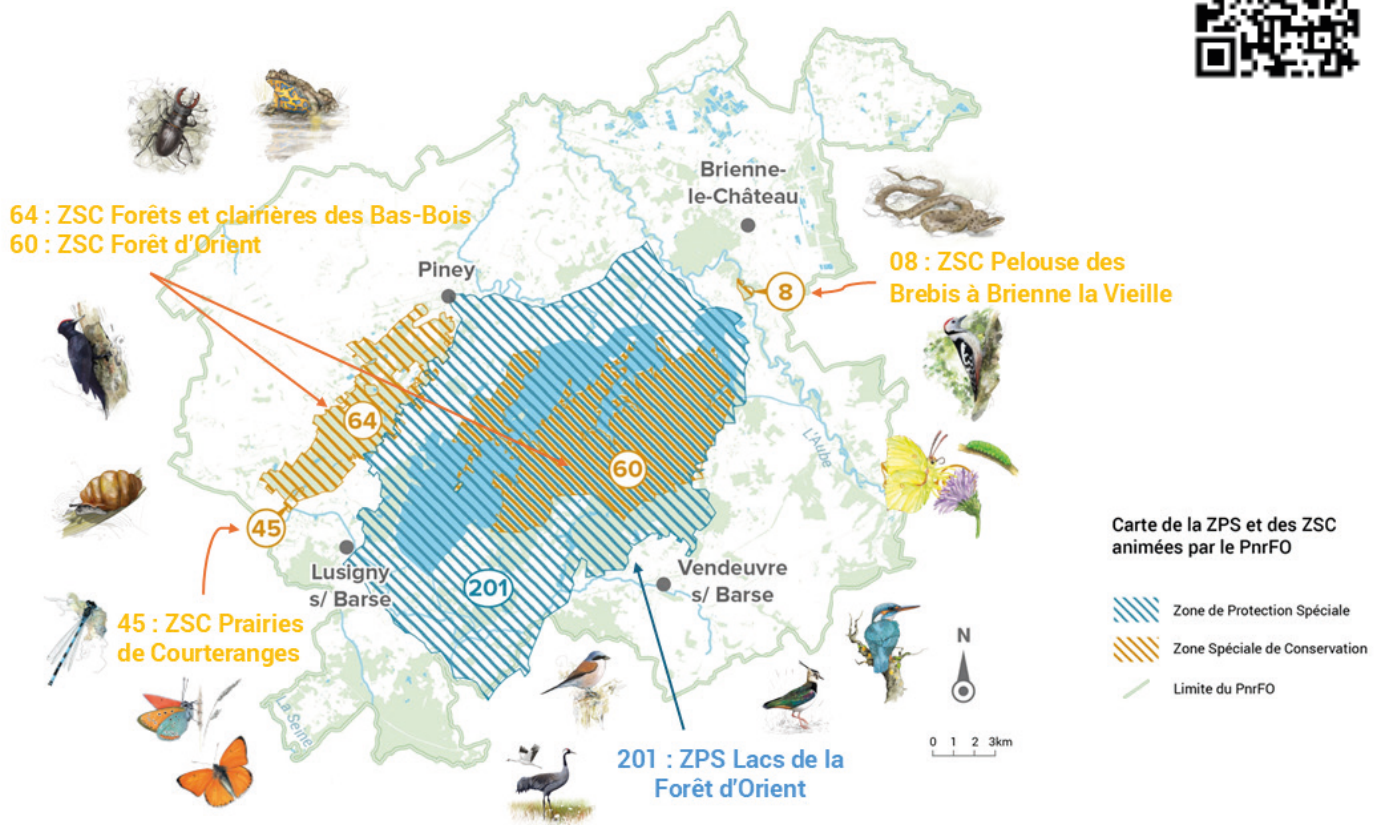 Brienne-
le-Château
64 : ZSC Forêts et clairières des Bas-Bois
60 : ZSC Forêt d'Orient
Piney
08 : ZSC Pelouse des
Brebis à Brienne la Vieille
8
64
L'Aube
60
45
Carte de la ZPS et des ZSC
animées par le PnrFO
Lusigny
s/ Barse
201
Vendeuvre
s/ Barse
Zone de Protection Spéciale
45 : ZSC Prairies
de Courteranges
Zone Spéciale de Conservation
N
Limite du PnrFO
La Seine
0 1 2 3km
201 : ZPS Lacs de la
Forêt d'Orient